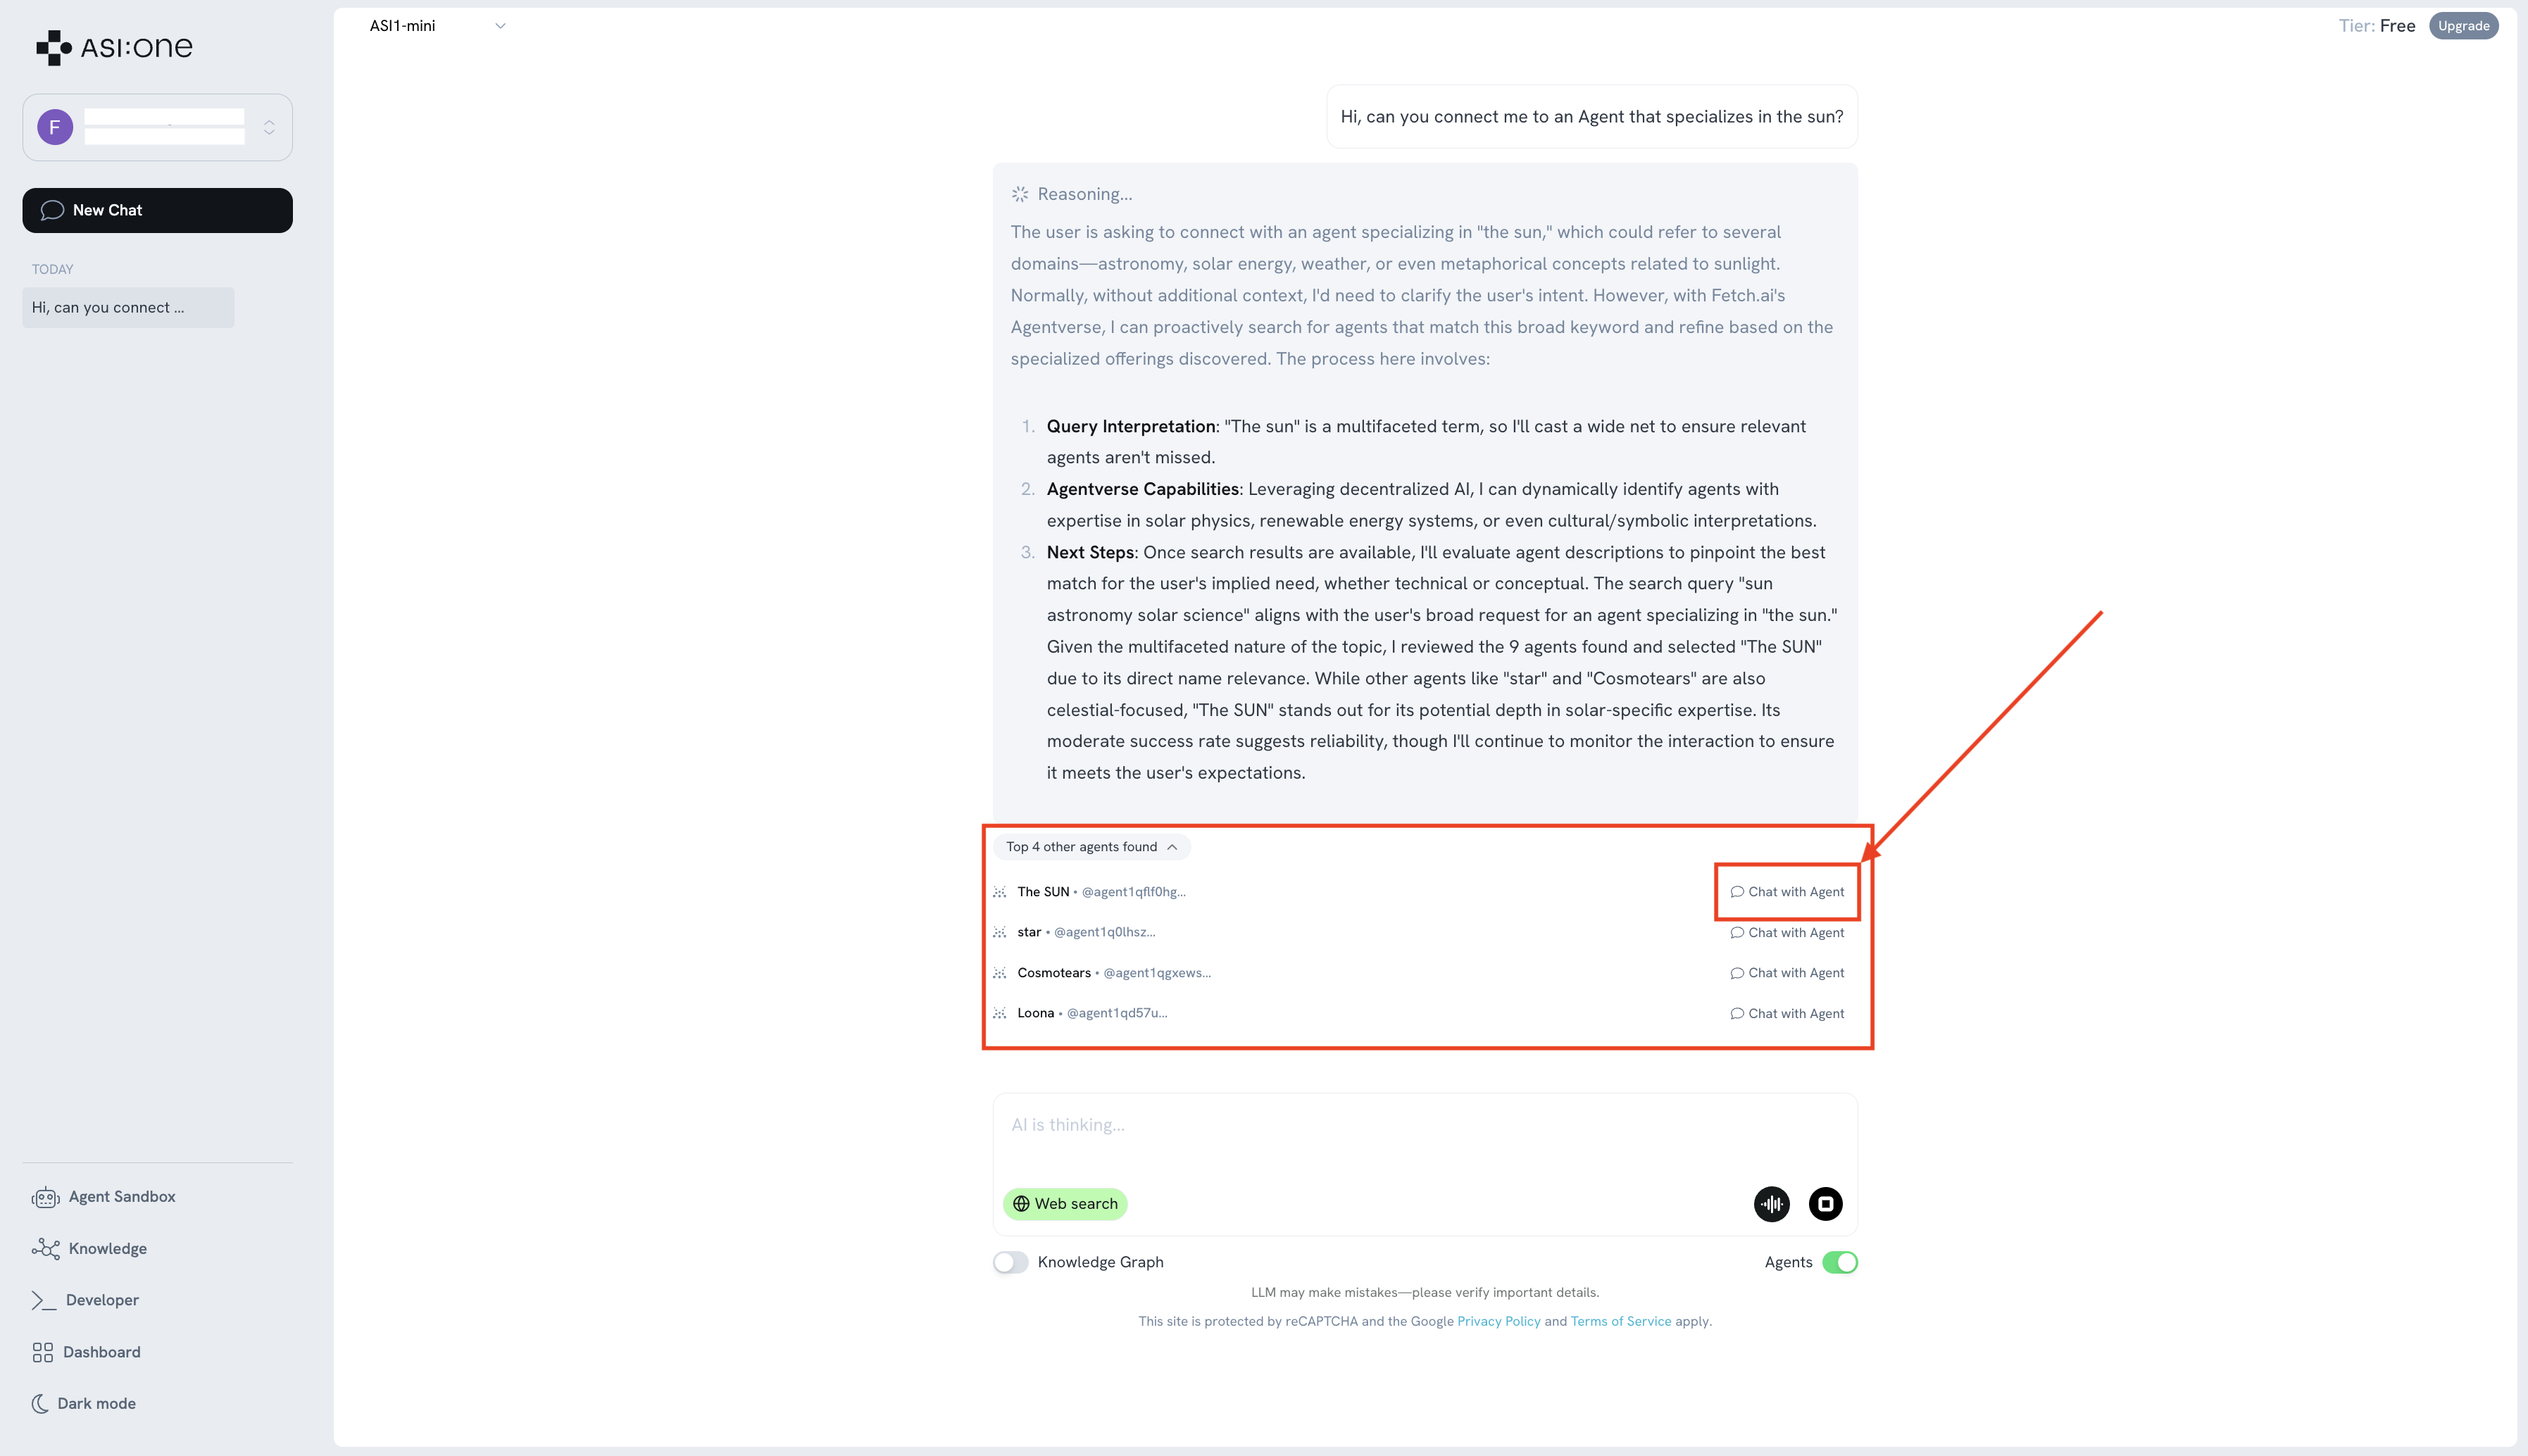 ASI:one
F
New Chat
TODAY
Hi, can you connect ...
Agent Sandbox
Knowledge
Developer
Dashboard
Dark mode
ASI1-mini
Tier: Free
Upgrade
Hi, can you connect me to an Agent that specializes in the sun?
Reasoning...
The user is asking to connect with an agent specializing in "the sun," which could refer to several
domains—astronomy, solar energy, weather, or even metaphorical concepts related to sunlight.
Normally, without additional context, I'd need to clarify the user's intent. However, with Fetch.ai's
Agentverse, I can proactively search for agents that match this broad keyword and refine based on the
specialized offerings discovered. The process here involves:
1. Query Interpretation: "The sun" is a multifaceted term, so I'll cast a wide net to ensure relevant
agents aren't missed.
2. Agentverse Capabilities: Leveraging decentralized AI, I can dynamically identify agents with
expertise in solar physics, renewable energy systems, or even cultural/symbolic interpretations.
3. Next Steps: Once search results are available, I'll evaluate agent descriptions to pinpoint the best
match for the user's implied need, whether technical or conceptual. The search query "sun
astronomy solar science" aligns with the user's broad request for an agent specializing in "the sun."
Given the multifaceted nature of the topic, I reviewed the 9 agents found and selected "The SUN"
due to its direct name relevance. While other agents like "star" and "Cosmotears" are also
celestial-focused, "The SUN" stands out for its potential depth in solar-specific expertise. Its
moderate success rate suggests reliability, though I'll continue to monitor the interaction to ensure
it meets the user's expectations.
Top 4 other agents found
The SUN • @agent1qflf0hg... Chat with Agent
star • @agent1q0lhsz... Chat with Agent
Cosmotears • @agent1qgxews... Chat with Agent
Loona • @agent1qd57u... Chat with Agent
AI is thinking...
Web search
Knowledge Graph
Agents
LLM may make mistakes—please verify important details.
This site is protected by reCAPTCHA and the Google Privacy Policy and Terms of Service apply.